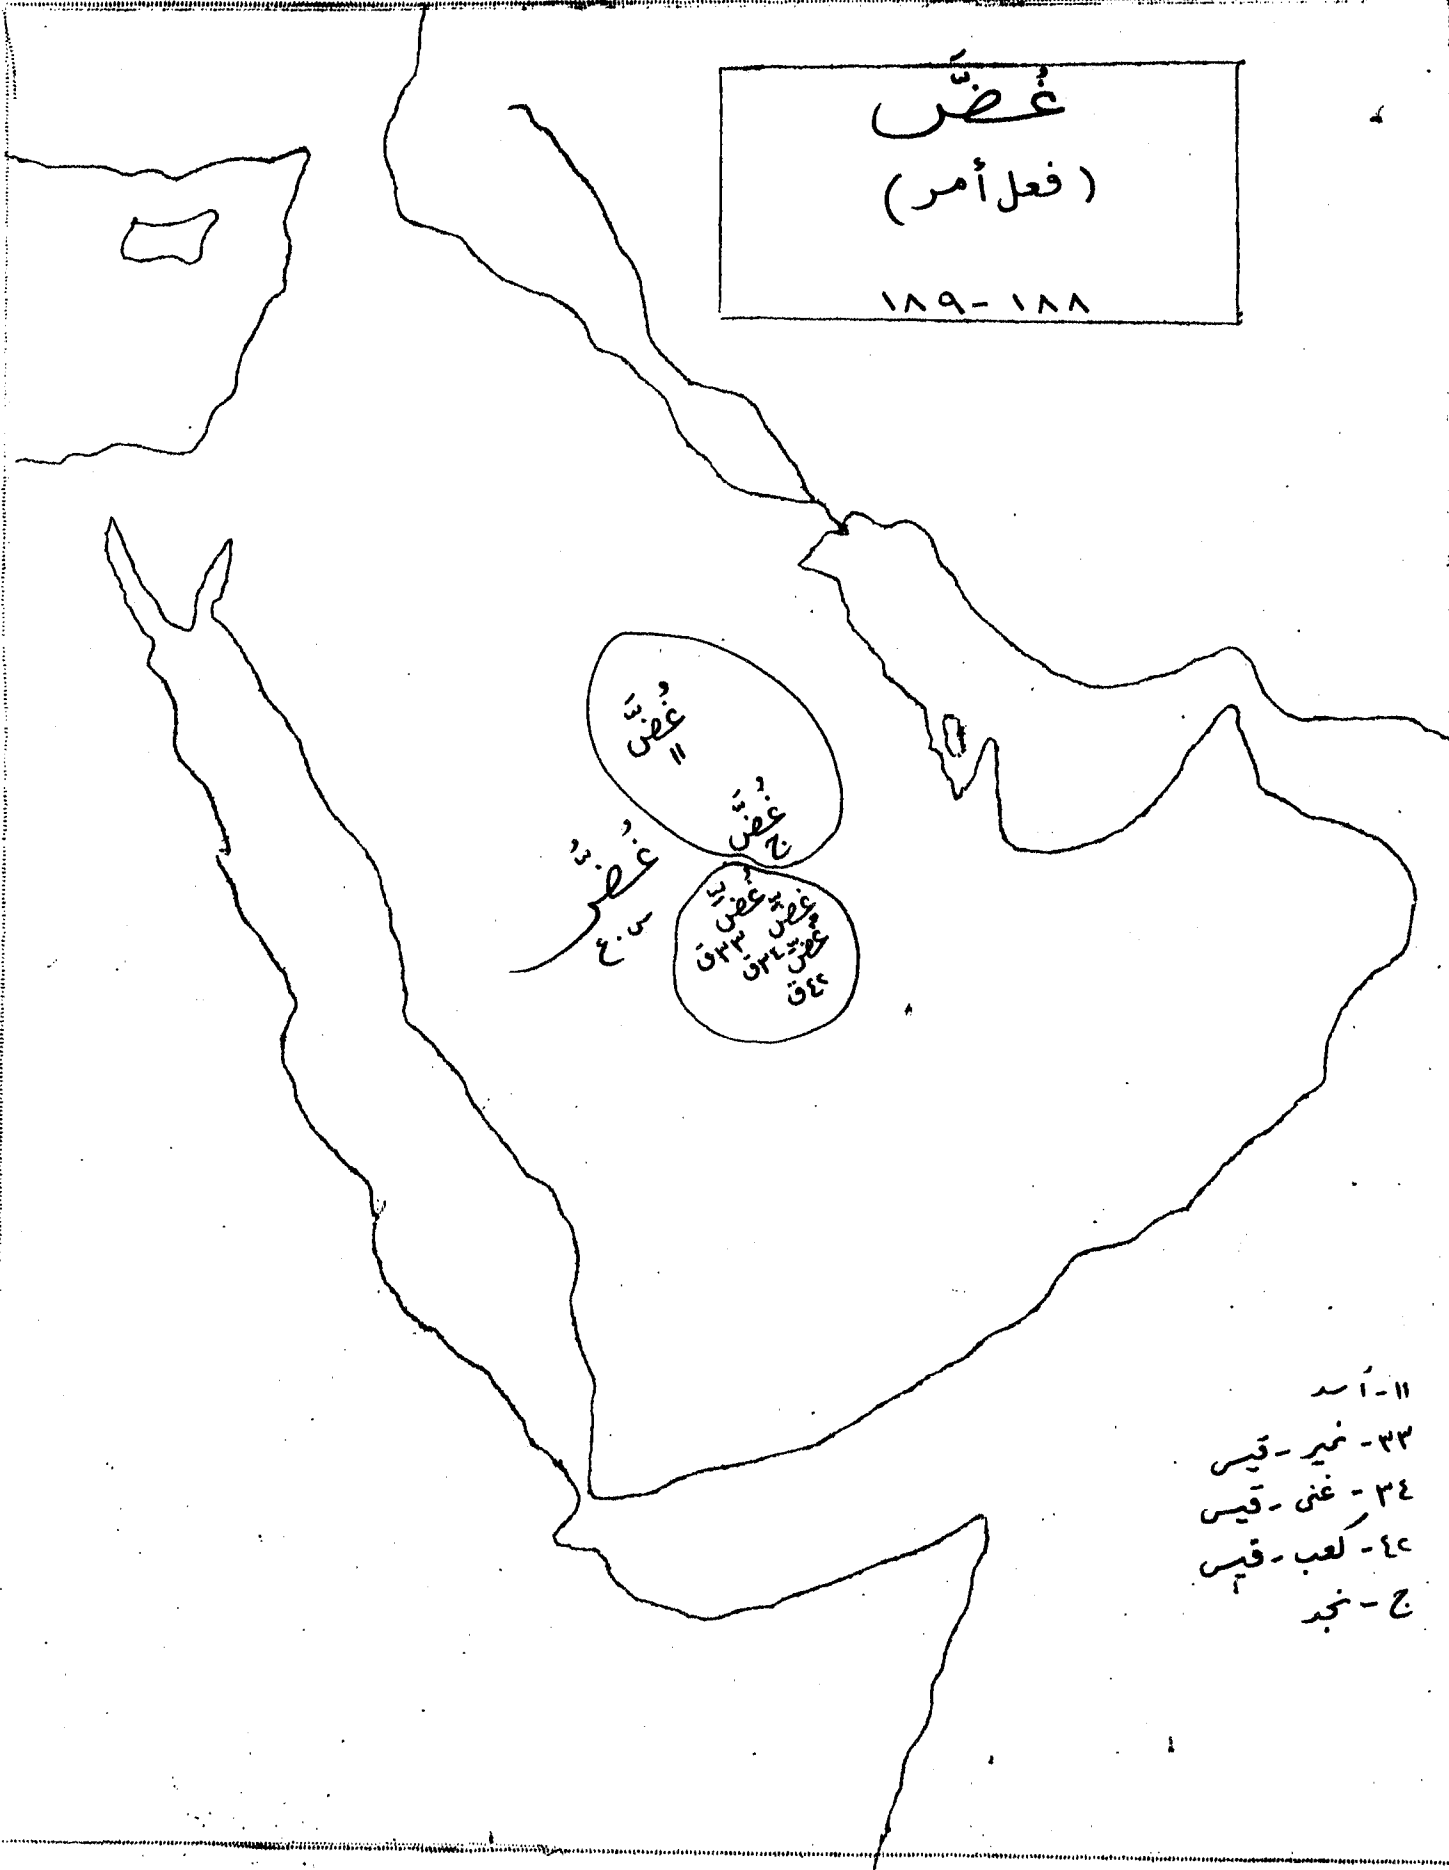 غُضَّ
(فعل أمر)
١٨٨ - ١٨٩
غُضَّ
١١
غُضَّ
ج
غُضُّ
غُضِّ
٣٣ق
غُضِّ
٣٤ق
غُضِّ
٤٢ق
١١ - أسد
٣٣ - نمير - قيس
٣٤ - غنى - قيس
٤٢ - كعب - قيس
ج - نجد